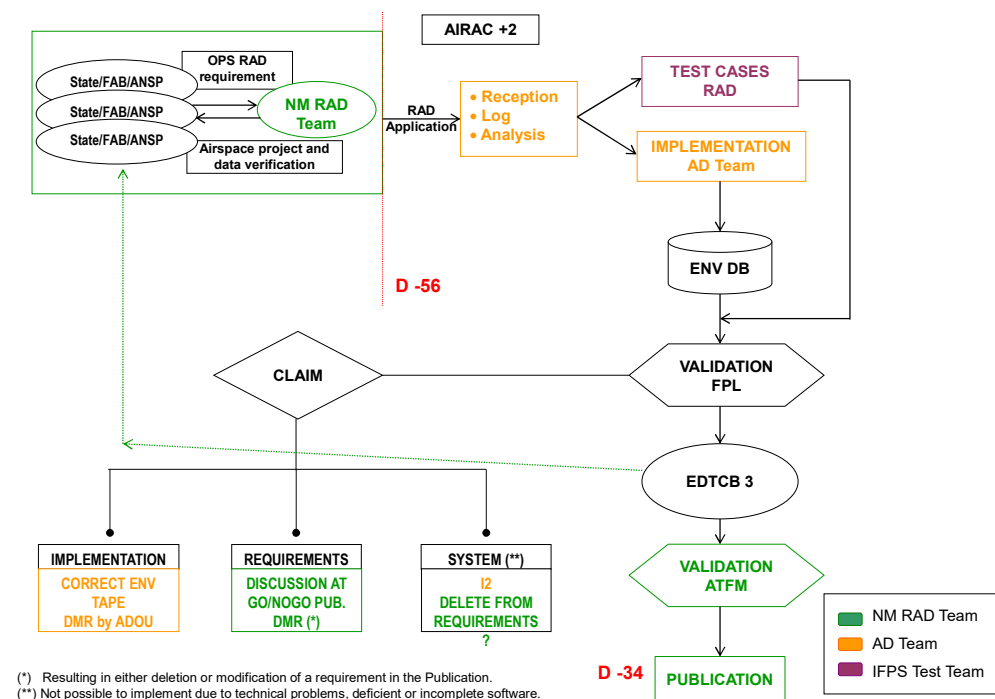 AIRAC +2
OPS RAD
requirement
State/FAB/ANSP
State/FAB/ANSP
State/FAB/ANSP
NM RAD
Team
Airspace project and
data verification
RAD
Application
• Reception
• Log
• Analysis
TEST CASES
RAD
IMPLEMENTATION
AD Team
ENV DB
D -56
CLAIM
VALIDATION
FPL
EDTCB 3
IMPLEMENTATION
CORRECT ENV
TAPE
DMR by ADOU
REQUIREMENTS
DISCUSSION AT
GO/NOGO PUB.
DMR (*)
SYSTEM (**)
I2
DELETE FROM
REQUIREMENTS
?
VALIDATION
ATFM
D -34
PUBLICATION
NM RAD Team
AD Team
IFPS Test Team
(*) Resulting in either deletion or modification of a requirement in the Publication.
(**) Not possible to implement due to technical problems, deficient or incomplete software.